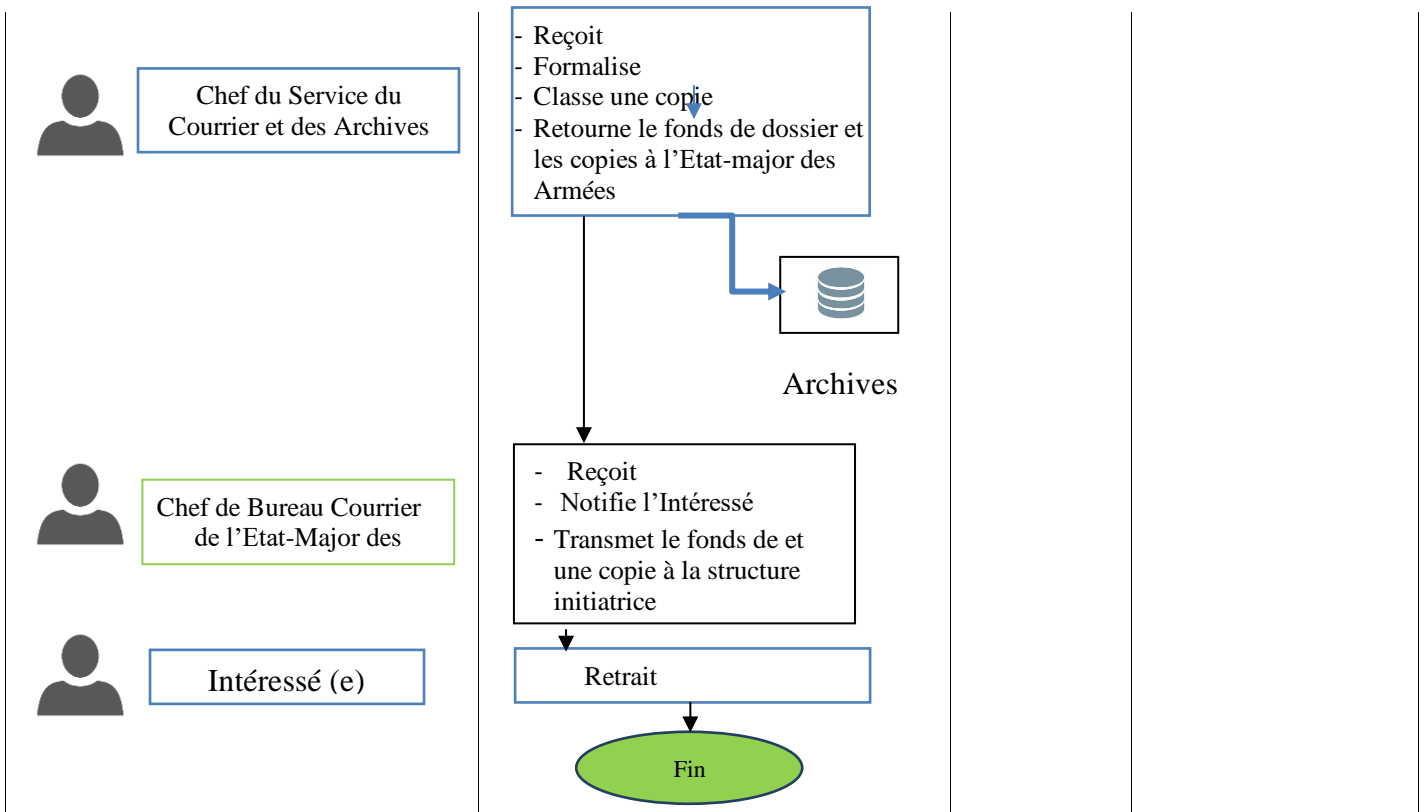 Chef du Service du
Courrier et des Archives
- Reçoit
- Formalise
- Classe une copie
- Retourne le fonds de dossier et
les copies à l’Etat-major des
Armées
Archives
Chef de Bureau Courrier
de l’Etat-Major des
- Reçoit
- Notifie l’Intéressé
- Transmet le fonds de et
une copie à la structure
initiatrice
Intéressé (e)
Retrait
Fin